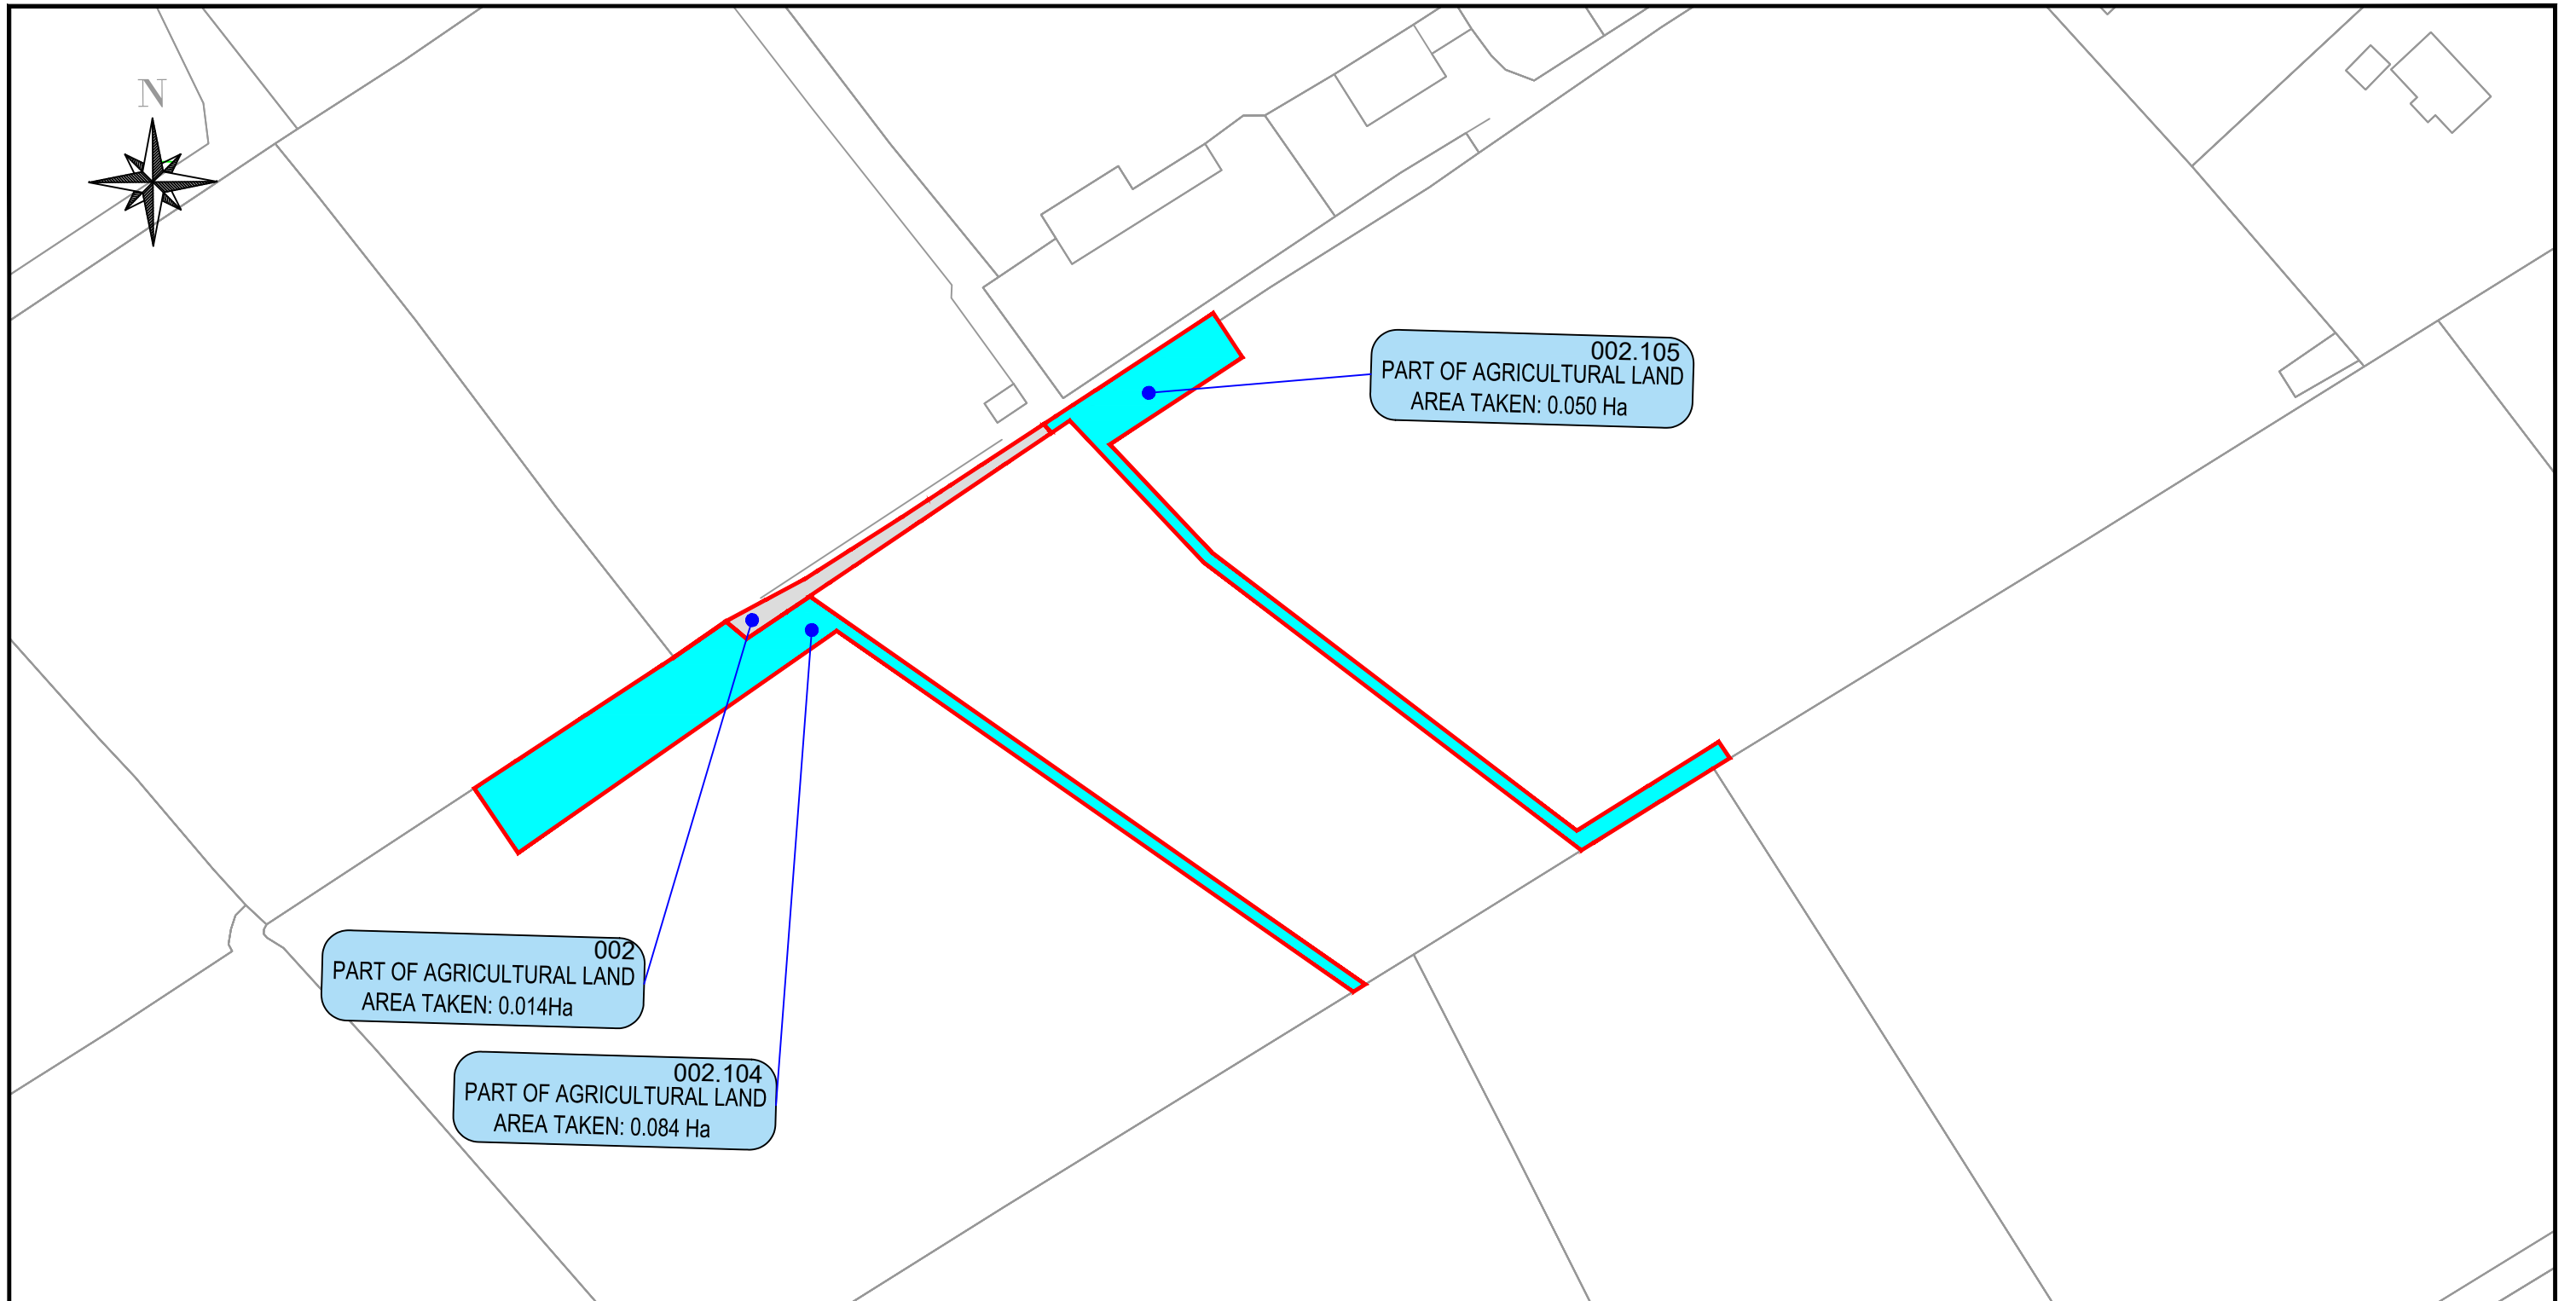 N
002.105
PART OF AGRICULTURAL LAND
AREA TAKEN: 0.050 Ha
002
PART OF AGRICULTURAL LAND
AREA TAKEN: 0.014Ha
002.104
PART OF AGRICULTURAL LAND
AREA TAKEN: 0.084 Ha